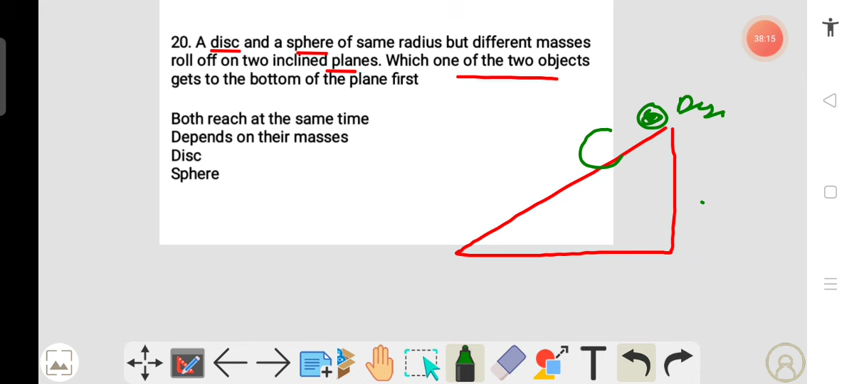 38:15
20. A disc and a sphere of same radius but different masses
roll off on two inclined planes. Which one of the two objects
gets to the bottom of the plane first
Both reach at the same time
Depends on their masses
Disc
Sphere
T